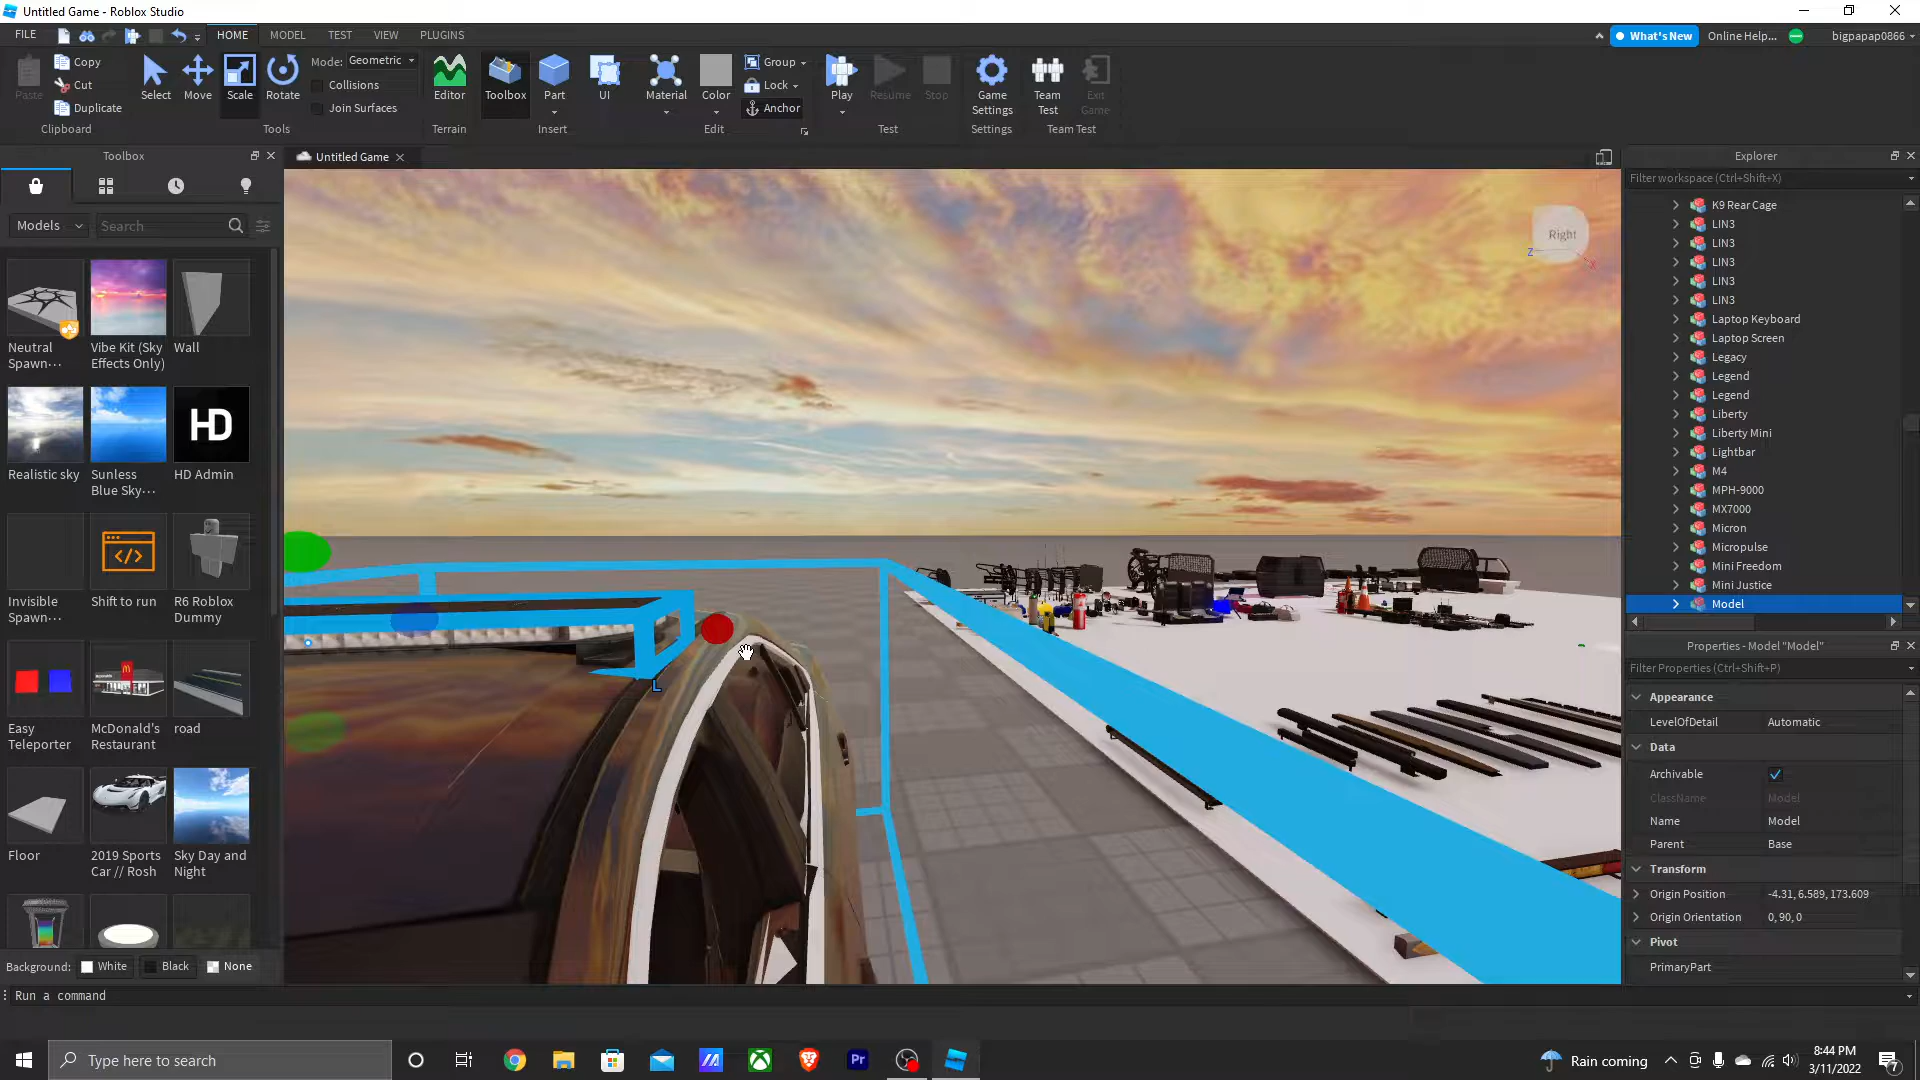 Untitled Game - Roblox Studio
FILE HOME MODEL TEST VIEW PLUGINS
What's New Online Help... bigpapap0866
Paste Copy Cut Duplicate
Clipboard
Select Move Scale Rotate
Mode: Geometric
Collisions
Join Surfaces
Tools
Editor
Terrain
Toolbox Part UI
Insert
Material Color Group Lock Anchor
Edit
Play Resume Stop
Test
Game Settings
Settings
Team Test Exit Game
Team Test
Toolbox
Untitled Game
Models Search
Neutral Spawn...
Vibe Kit (Sky Effects Only)
Wall
Realistic sky
Sunless Blue Sky...
HD
HD Admin
Invisible Spawn...
Shift to run
R6 Roblox Dummy
Easy Teleporter
McDonald's Restaurant
road
Floor
2019 Sports Car // Rosh
Sky Day and Night
Background: White Black None
Right
Z
X
L
Explorer
Filter workspace (Ctrl+Shift+X)
K9 Rear Cage
LIN3
LIN3
LIN3
LIN3
LIN3
Laptop Keyboard
Laptop Screen
Legacy
Legend
Legend
Liberty
Liberty Mini
Lightbar
M4
MPH-9000
MX7000
Micron
Micropulse
Mini Freedom
Mini Justice
Model
Properties - Model "Model"
Filter Properties (Ctrl+Shift+P)
Appearance
LevelOfDetail Automatic
Data
Archivable
ClassName Model
Name Model
Parent Base
Transform
Origin Position -4.31, 6.589, 173.609
Origin Orientation 0, 90, 0
Pivot
PrimaryPart
Run a command
Type here to search
Pr
Rain coming
8:44 PM
3/11/2022
7